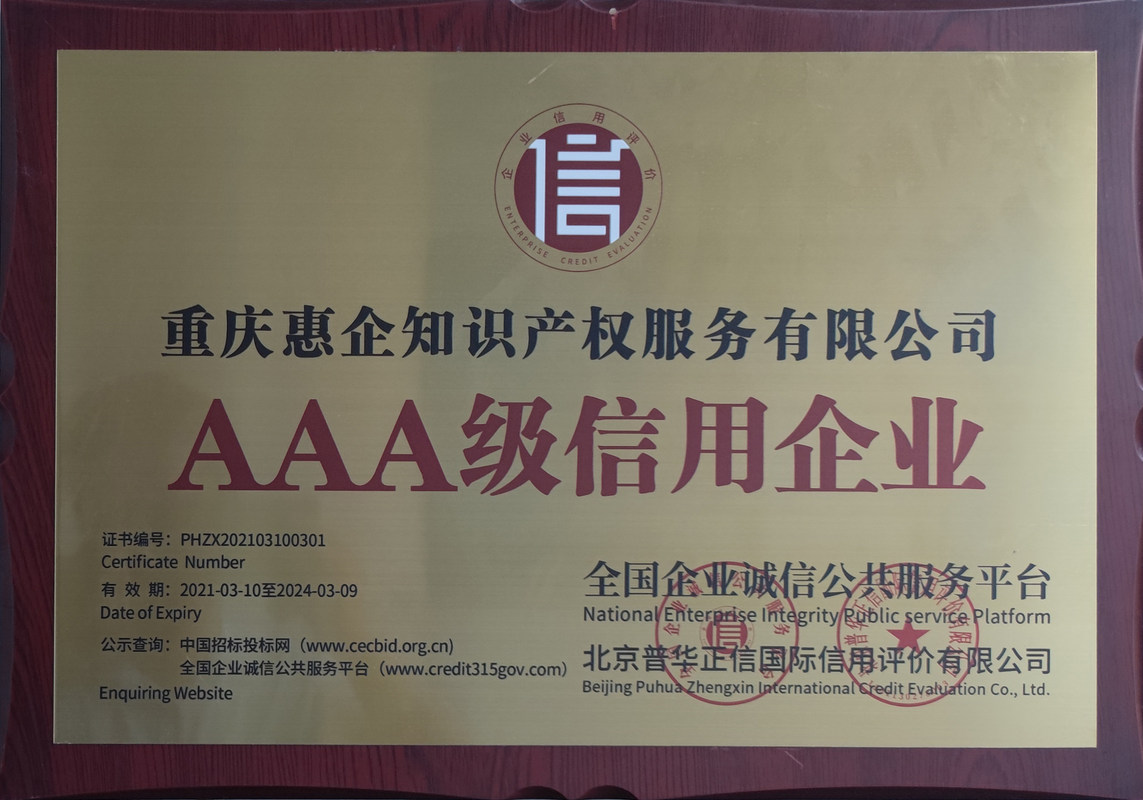 企业信用评价
信
ENTERPRISE CREDIT EVALUATION
重庆惠企知识产权服务有限公司
AAA级信用企业
证书编号：PHZX202103100301
Certificate Number
有 效 期：2021-03-10至2024-03-09
Date of Expiry
公示查询：中国招标投标网（www.cecbid.org.cn)
全国企业诚信公共服务平台（www.credit315gov.com）
Enquiring Website
全国企业诚信公共服务平台
National Enterprise Integrity Public service Platform
北京普华正信国际信用评价有限公司
Beijing Puhua Zhengxin International Credit Evaluation Co., Ltd.